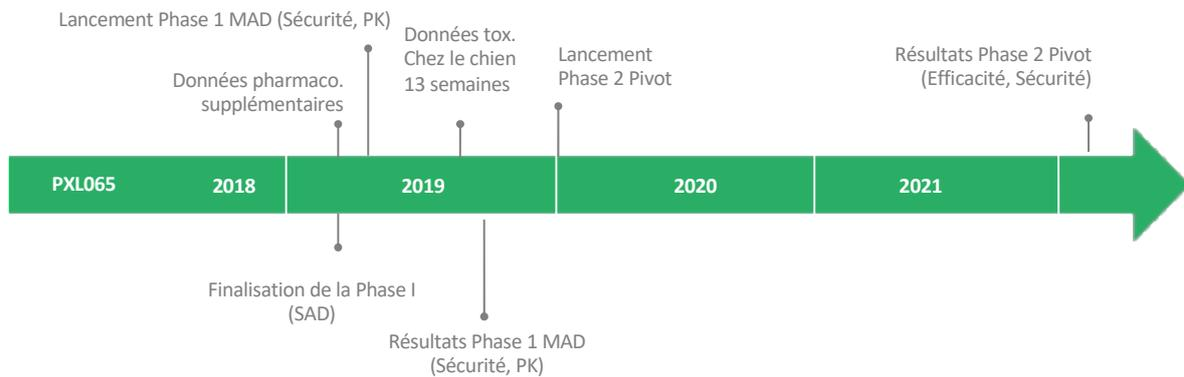 Lancement Phase 1 MAD (Sécurité, PK)
Données pharmaco.
supplémentaires
Données tox.
Chez le chien
13 semaines
Lancement
Phase 2 Pivot
Résultats Phase 2 Pivot
(Efficacité, Sécurité)
PXL065
2018
2019
2020
2021
Finalisation de la Phase I
(SAD)
Résultats Phase 1 MAD
(Sécurité, PK)